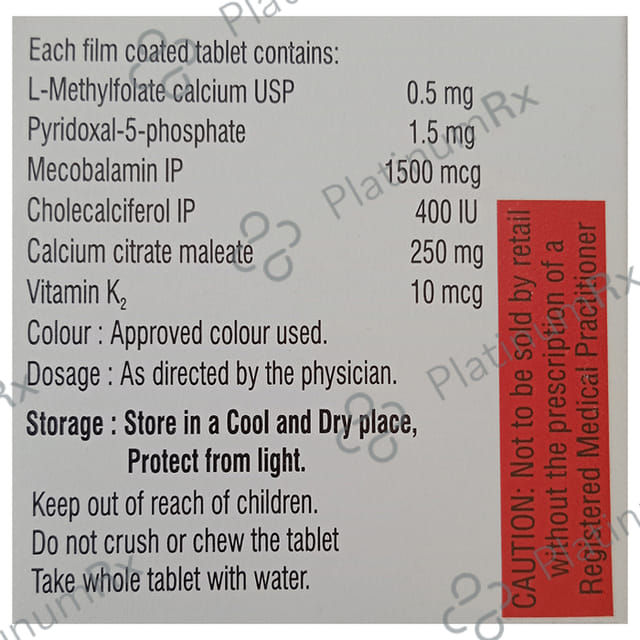 Each film coated tablet contains:
L-Methylfolate calcium USP 0.5 mg
Pyridoxal-5-phosphate 1.5 mg
Mecobalamin IP 1500 mcg
Cholecalciferol IP 400 IU
Calcium citrate maleate 250 mg
Vitamin K₂ 10 mcg
Colour : Approved colour used.
Dosage : As directed by the physician.
Storage : Store in a Cool and Dry place,
Protect from light.
Keep out of reach of children.
Do not crush or chew the tablet
Take whole tablet with water.
CAUTION: Not to be sold by retail
without the prescription of a
Registered Medical Practitioner
PlatinumRx
PlatinumRx